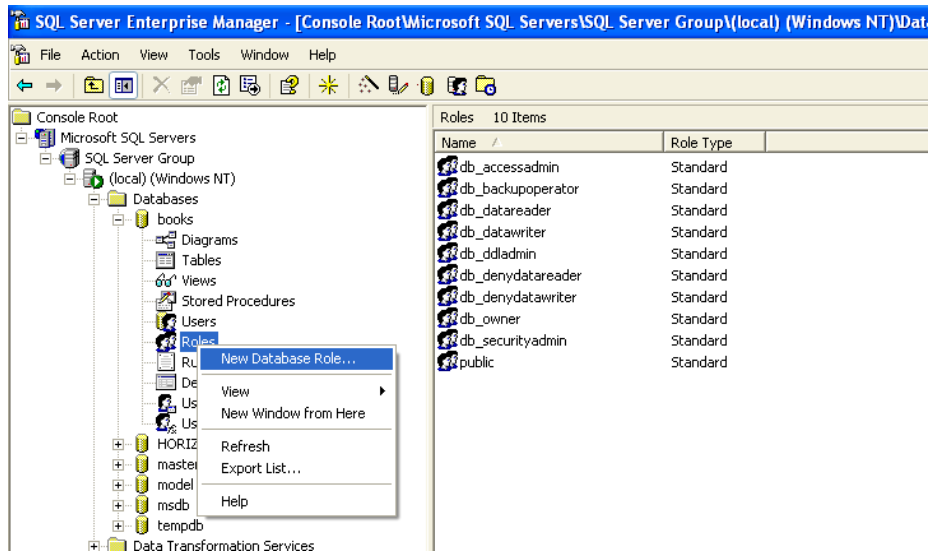 SQL Server Enterprise Manager - [Console Root\Microsoft SQL Servers\SQL Server Group\(local) (Windows NT)\Data
File Action View Tools Window Help
Console Root
Microsoft SQL Servers
SQL Server Group
(local) (Windows NT)
Databases
books
Diagrams
Tables
Views
Stored Procedures
Users
Roles
Ru
De
Us
Us
HORIZ
master
model
msdb
tempdb
Data Transformation Services
New Database Role...
View
New Window from Here
Refresh
Export List...
Help
Roles 10 Items
Name Role Type
db_accessadmin Standard
db_backupoperator Standard
db_datareader Standard
db_datawriter Standard
db_ddladmin Standard
db_denydatareader Standard
db_denydatawriter Standard
db_owner Standard
db_securityadmin Standard
public Standard